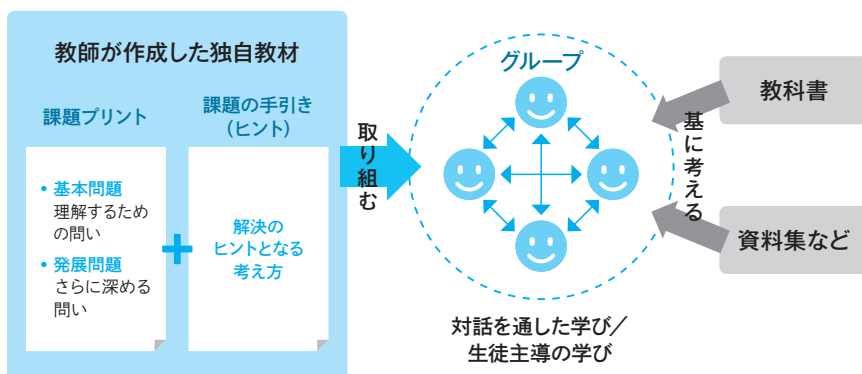 教師が作成した独自教材
課題プリント
• 基本問題
理解するため
の問い
• 発展問題
さらに深める
問い
+
課題の手引き
（ヒント）
解決の
ヒントとなる
考え方
取り組む
グループ
対話を通した学び／
生徒主導の学び
基に考える
教科書
資料集など